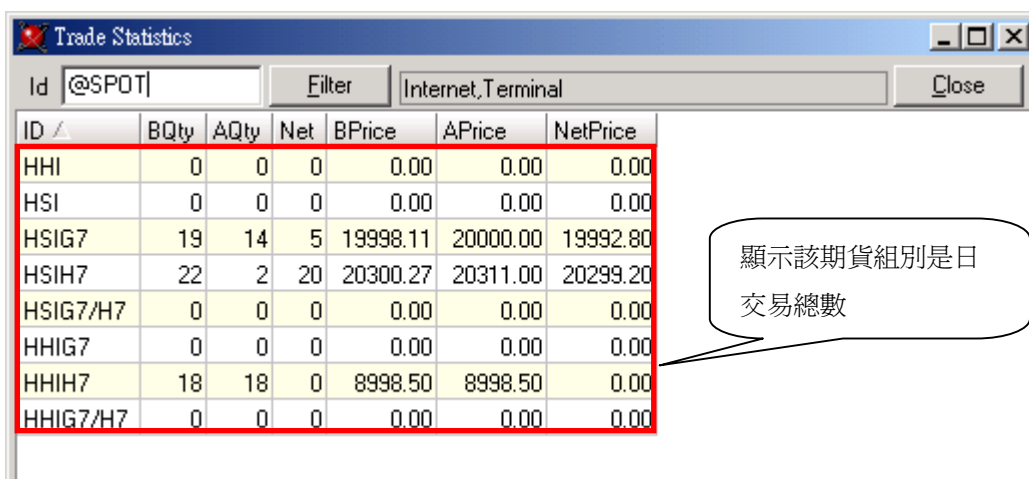 Trade Statistics
Id @SPOT Filter Internet,Terminal Close
ID BQty AQty Net BPrice APrice NetPrice
HHI 0 0 0 0.00 0.00 0.00
HSI 0 0 0 0.00 0.00 0.00
HSIG7 19 14 5 19998.11 20000.00 19992.80
HSIH7 22 2 20 20300.27 20311.00 20299.20
HSIG7/H7 0 0 0 0.00 0.00 0.00
HHIG7 0 0 0 0.00 0.00 0.00
HHIH7 18 18 0 8998.50 8998.50 0.00
HHIG7/H7 0 0 0 0.00 0.00 0.00
顯示該期貨組別是日
交易總數